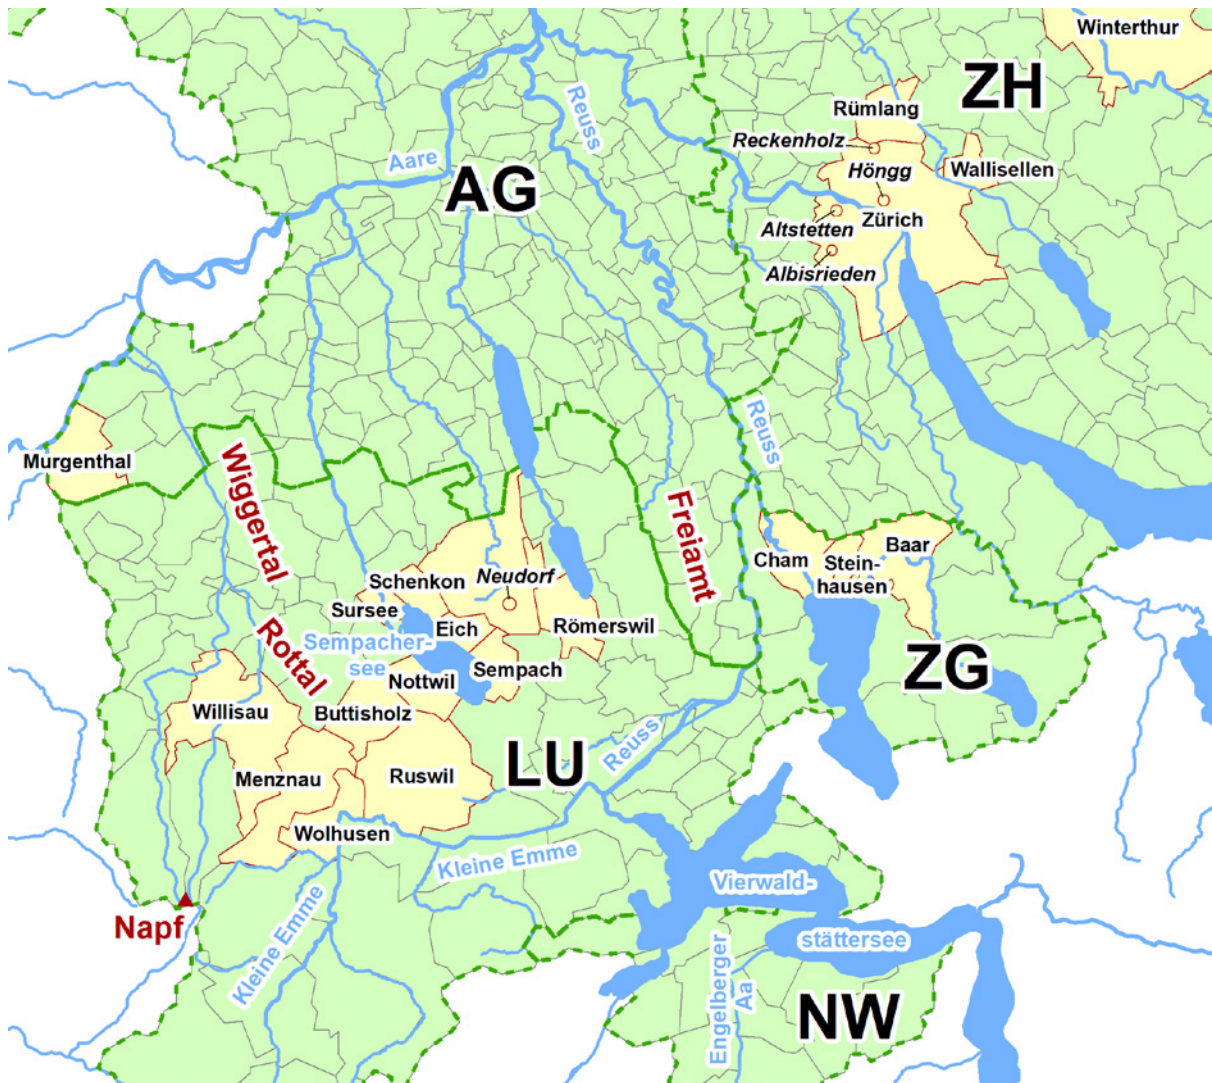 Winterthur
ZH
Reuss
Rümlang
Reckenholz
Aare
Höngg
Wallisellen
AG
Altstetten
Zürich
Albisrieden
Reuss
Murgenthal
Wiggertal
Freiamt
Baar
Cham
Stein-
hausen
Schenkon
Neudorf
Sursee
Eich
Römerswil
Sempacher-
see
Rottal
Sempach
Nottwil
ZG
Willisau
Buttisholz
Reuss
LU
Menznau
Ruswil
Wolhusen
Kleine Emme
Vierwald-
Napf
Kleine Emme
stättersee
Engelberger
Aa
NW